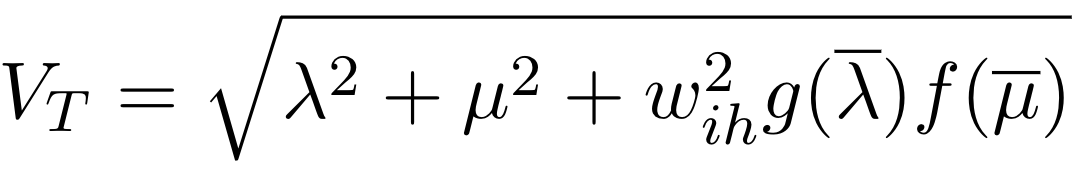 $V_T = \sqrt{\lambda^2 + \mu^2 + w_{ih}^2 g(\overline{\lambda}) f(\overline{\mu})}$